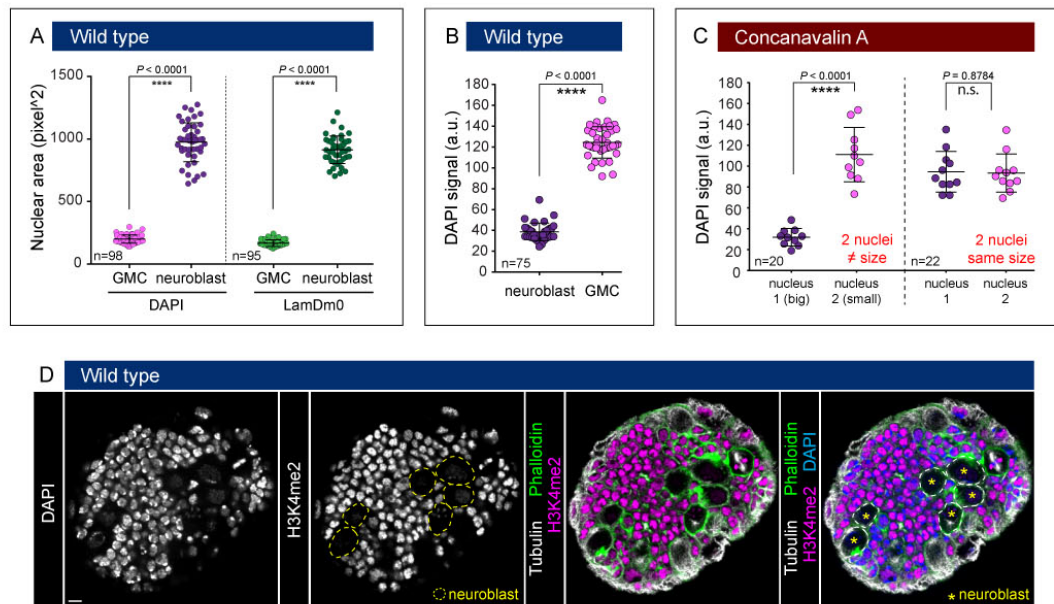 A Wild type
P < 0.0001
****
P < 0.0001
****
Nuclear area (pixel^2)
1500
1000
500
0
n=98
n=95
GMC neuroblast GMC neuroblast
DAPI LamDm0
B Wild type
P < 0.0001
****
DAPI signal (a.u.)
180
160
140
120
100
80
60
40
20
0
n=75
neuroblast GMC
C Concanavalin A
P < 0.0001
****
P = 0.8784
n.s.
DAPI signal (a.u.)
180
160
140
120
100
80
60
40
20
0
2 nuclei
≠ size
n=20
2 nuclei
same size
n=22
nucleus
1 (big)
nucleus
2 (small)
nucleus
1
nucleus
2
D Wild type
DAPI
H3K4me2
neuroblast
Tubulin Phalloidin
H3K4me2
Tubulin Phalloidin
H3K4me2 DAPI
* * * * * *
* neuroblast